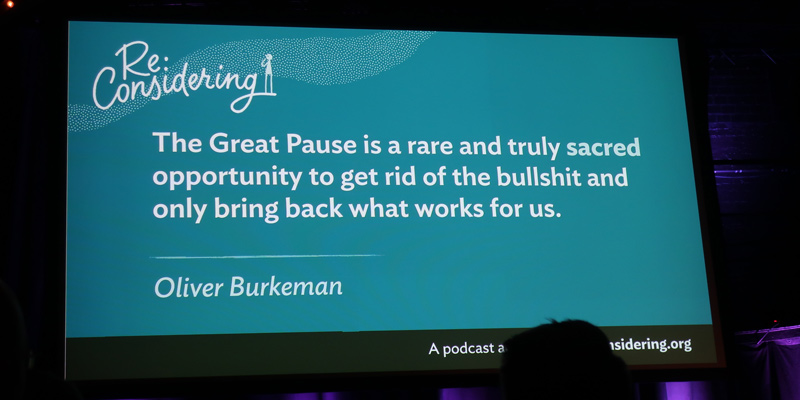 Re:
Considering
The Great Pause is a rare and truly sacred
opportunity to get rid of the bullshit and
only bring back what works for us.
Oliver Burkeman
A podcast a
nsidering.org